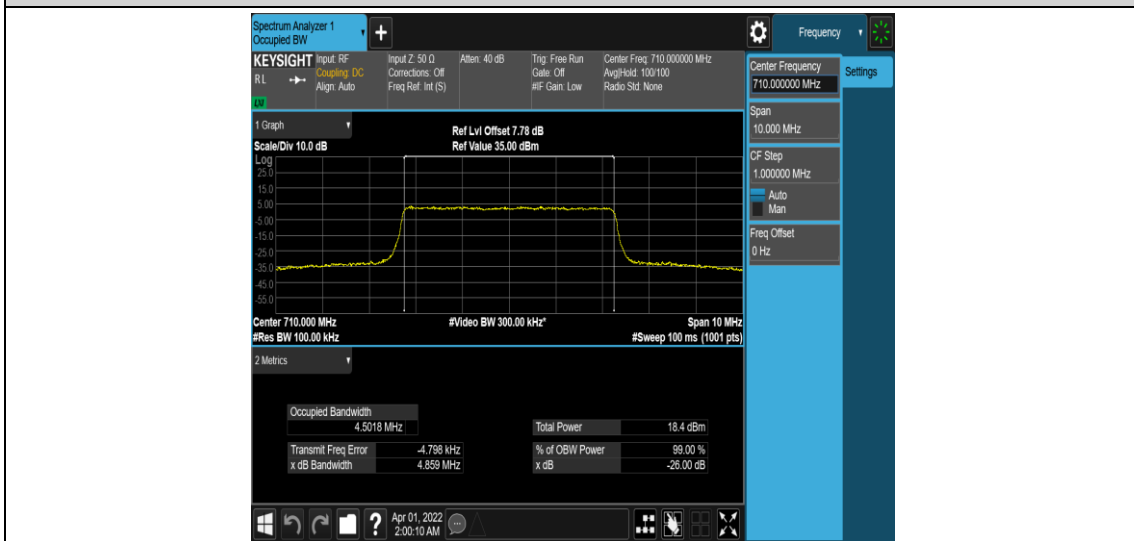 Spectrum Analyzer 1
Occupied BW
+
Frequency
KEYSIGHT
RL
Input: RF
Coupling: DC
Align: Auto
Input Z: 50 Ω
Corrections: Off
Freq Ref: Int (S)
Atten: 40 dB
Trig: Free Run
Gate: Off
#IF Gain: Low
Center Freq: 710.000000 MHz
Avg|Hold: 100/100
Radio Std: None
Center Frequency
710.000000 MHz
Settings
Span
10.000 MHz
CF Step
1.000000 MHz
Auto
Man
Freq Offset
0 Hz
1 Graph
Scale/Div 10.0 dB
Ref Lvl Offset 7.78 dB
Ref Value 35.00 dBm
Log
25.0
15.0
5.00
-5.00
-15.0
-25.0
-35.0
-45.0
-55.0
Center 710.000 MHz
#Res BW 100.00 kHz
#Video BW 300.00 kHz*
Span 10 MHz
#Sweep 100 ms (1001 pts)
2 Metrics
Occupied Bandwidth
4.5018 MHz
Transmit Freq Error -4.798 kHz
x dB Bandwidth 4.859 MHz
Total Power 18.4 dBm
% of OBW Power 99.00 %
x dB -26.00 dB
?
Apr 01, 2022
2:00:10 AM